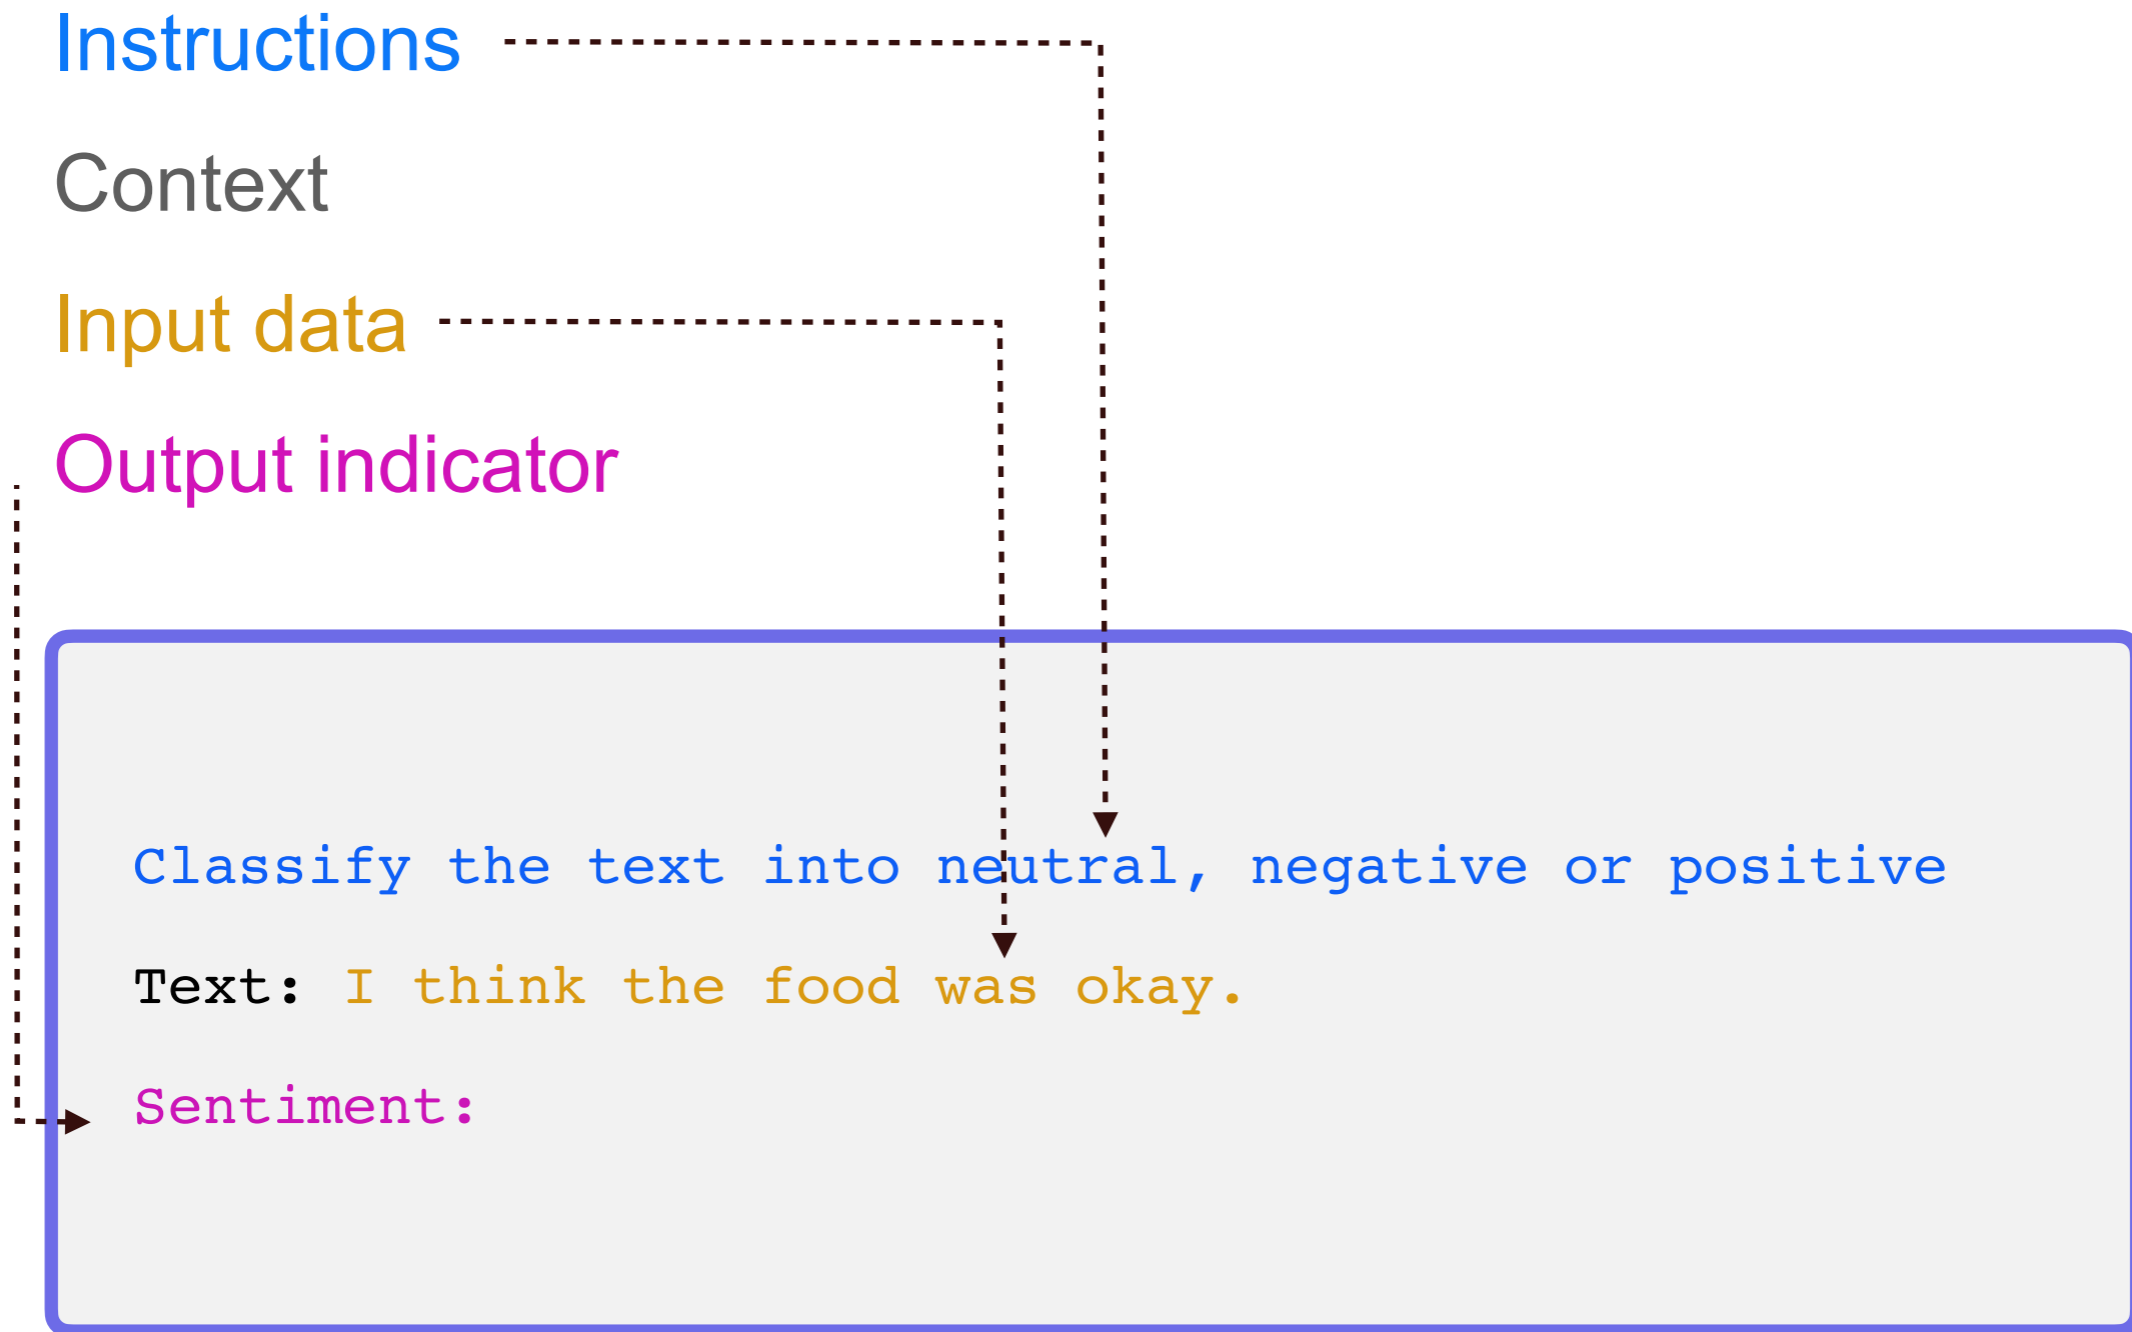 Instructions
Context
Input data
Output indicator
Classify the text into neutral, negative or positive
Text: I think the food was okay.
Sentiment: